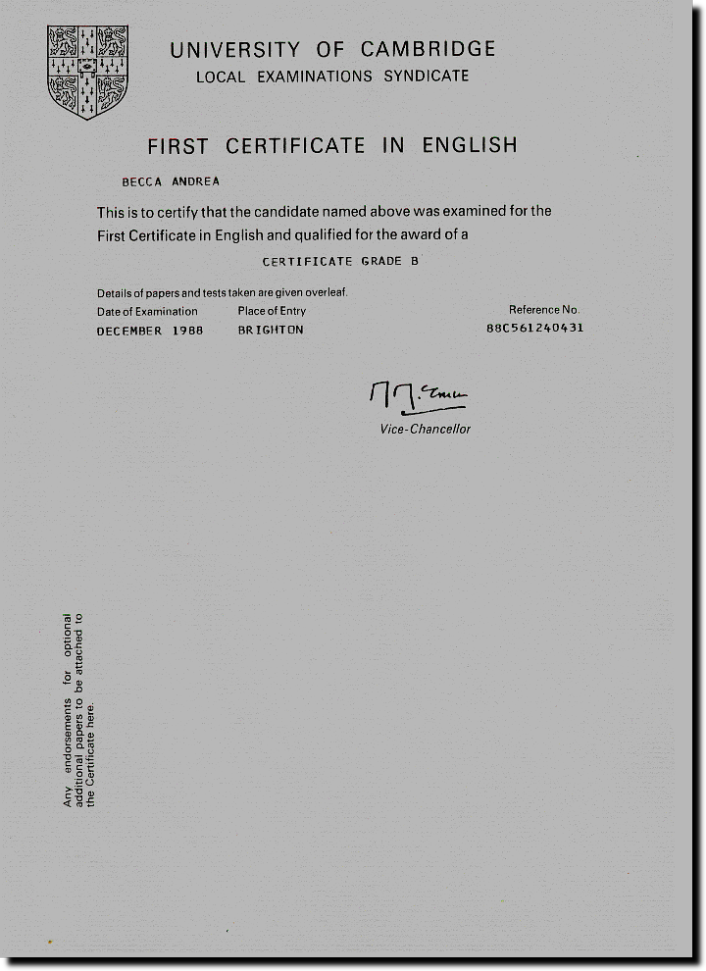 UNIVERSITY OF CAMBRIDGE
LOCAL EXAMINATIONS SYNDICATE
FIRST CERTIFICATE IN ENGLISH
BECCA ANDREA
This is to certify that the candidate named above was examined for the
First Certificate in English and qualified for the award of a
CERTIFICATE GRADE B
Details of papers and tests taken are given overleaf.
Date of Examination Place of Entry Reference No.
DECEMBER 1988 BRIGHTON 88C561240431
Vice-Chancellor
Any endorsements for optional
additional papers to be attached to
the Certificate here.